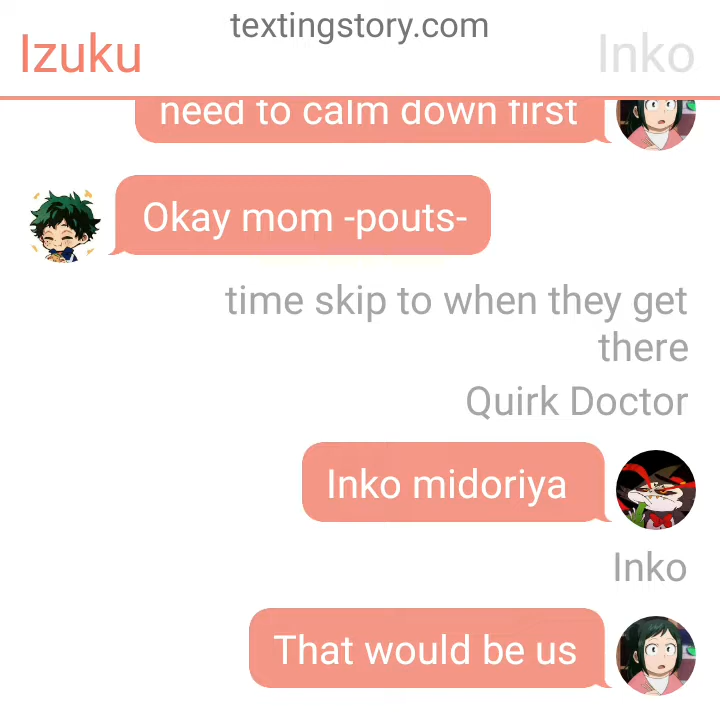 textingstory.com
Izuku
Inko
need to calm down first
Okay mom -pouts-
time skip to when they get
there
Quirk Doctor
Inko midoriya
Inko
That would be us